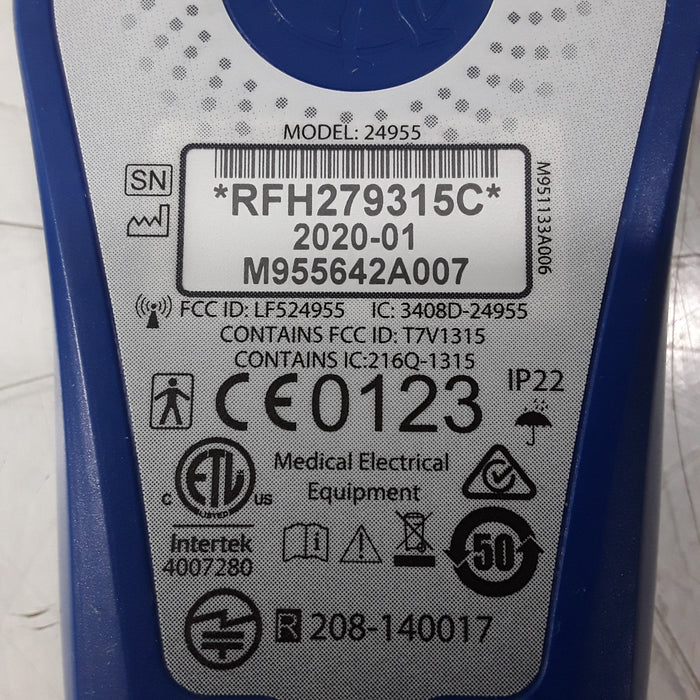 MODEL: 24955
SN
*RFH279315C*
2020-01
M955642A007
M951133A006
FCC ID: LF524955 IC: 3408D-24955
CONTAINS FCC ID: T7V1315
CONTAINS IC:216Q-1315
CE0123
IP22
c ETL us
LISTED
Medical Electrical
Equipment
Intertek
4007280
50
R 208-140017